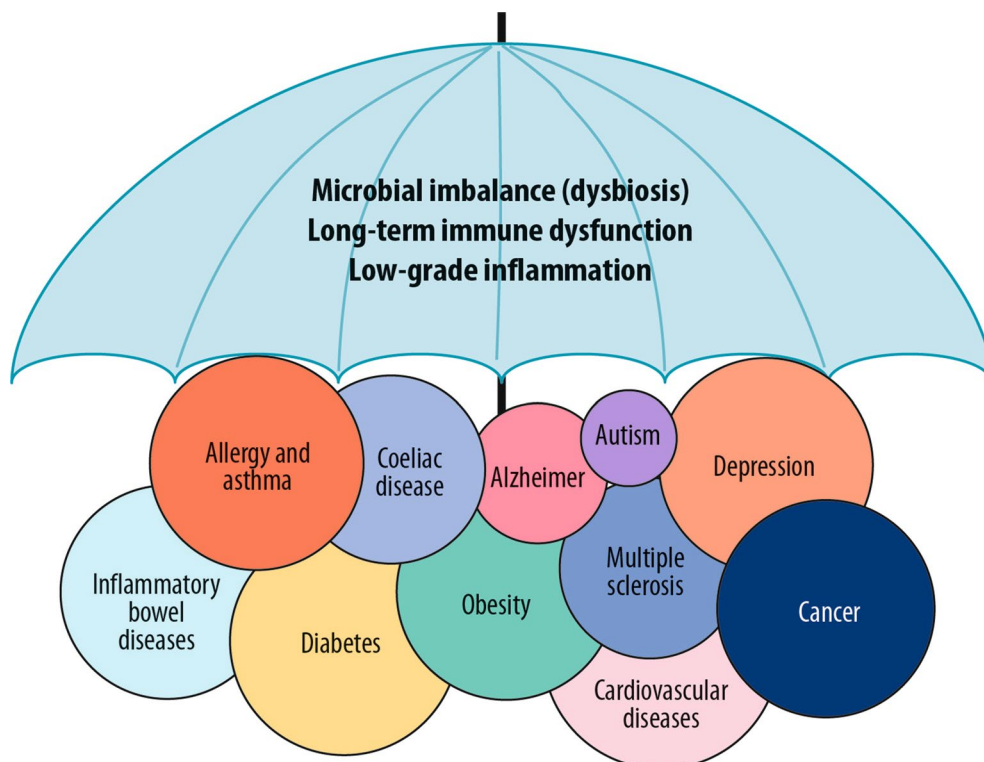 Microbial imbalance (dysbiosis)
Long-term immune dysfunction
Low-grade inflammation
Allergy and
asthma
Coeliac
disease
Alzheimer
Autism
Depression
Inflammatory
bowel
diseases
Diabetes
Obesity
Multiple
sclerosis
Cancer
Cardiovascular
diseases